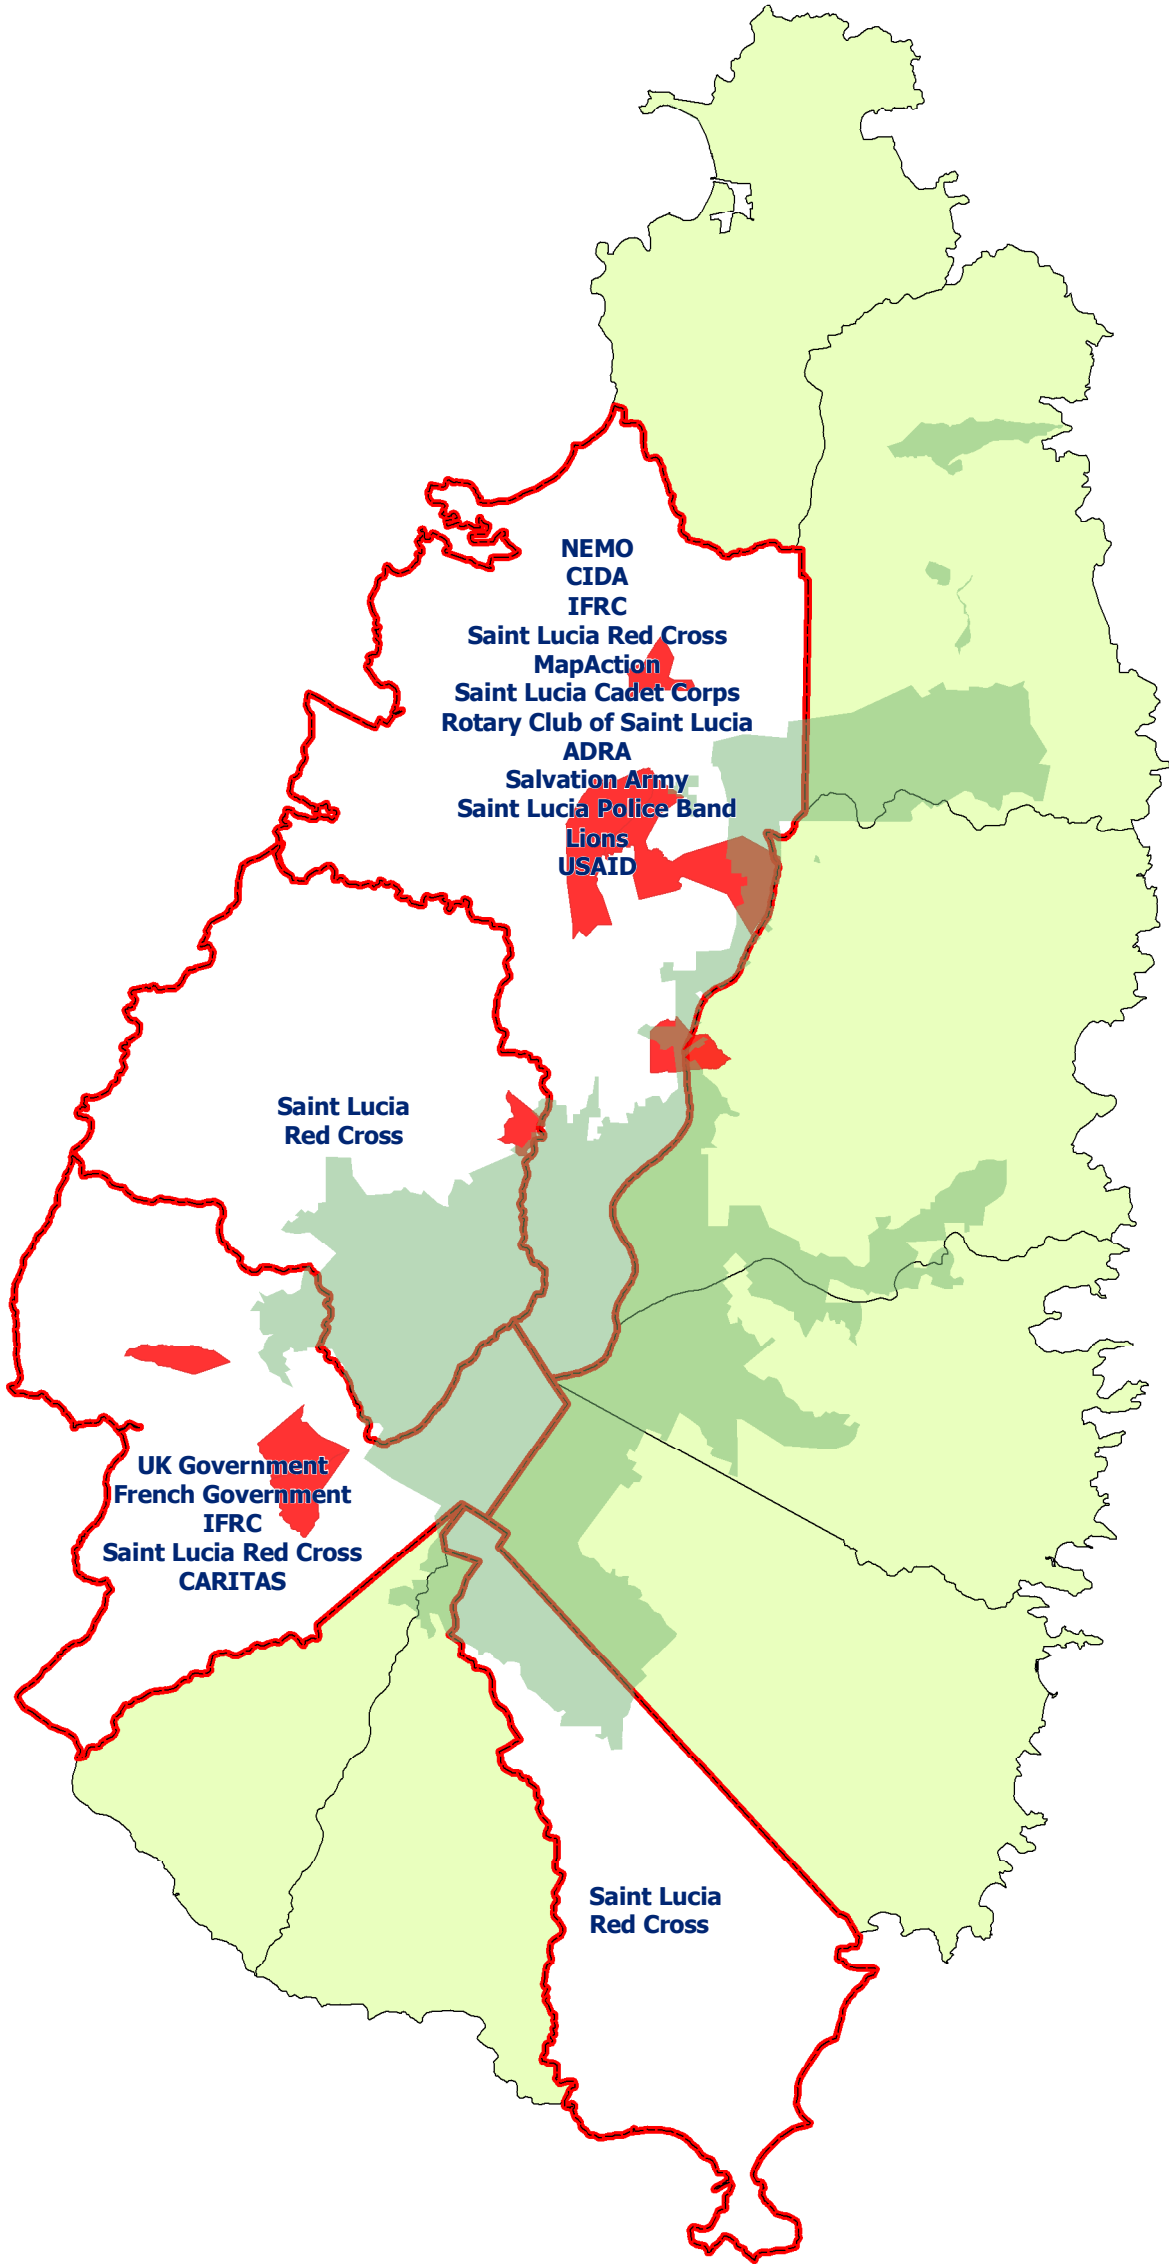 NEMO
CIDA
IFRC
Saint Lucia Red Cross
MapAction
Saint Lucia Cadet Corps
Rotary Club of Saint Lucia
ADRA
Salvation Army
Saint Lucia Police Band
Lions
USAID
Saint Lucia
Red Cross
UK Government
French Government
IFRC
Saint Lucia Red Cross
CARITAS
Saint Lucia
Red Cross